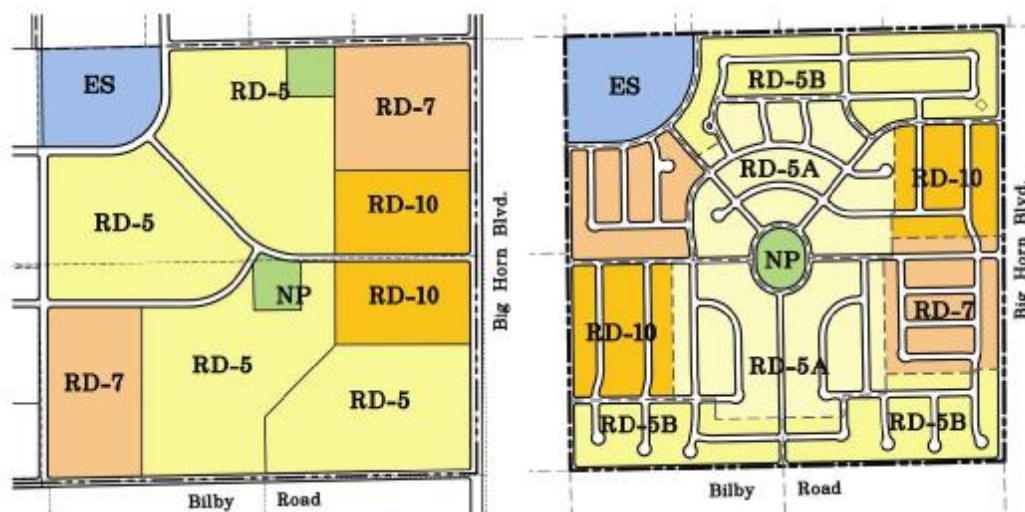 ES
RD-5
RD-7
RD-5
RD-10
NP
RD-10
RD-7
RD-5
RD-5
Big Horn Blvd.
Bilby Road
ES
RD-5B
RD-5A
RD-10
NP
RD-10
RD-7
RD-5A
RD-5B
RD-5B
Big Horn Blvd.
Bilby Road